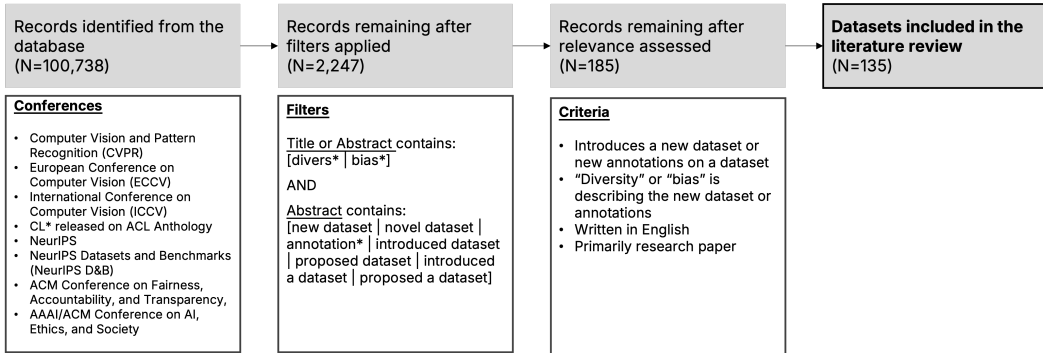 Records identified from the
database
(N=100,738)
Records remaining after
filters applied
(N=2,247)
Records remaining after
relevance assessed
(N=185)
Datasets included in the
literature review
(N=135)
Conferences
• Computer Vision and Pattern
Recognition (CVPR)
• European Conference on
Computer Vision (ECCV)
• International Conference on
Computer Vision (ICCV)
• CL* released on ACL Anthology
• NeurIPS
• NeurIPS Datasets and Benchmarks
(NeurIPS D&B)
• ACM Conference on Fairness,
Accountability, and Transparency,
• AAAI/ACM Conference on AI,
Ethics, and Society
Filters
Title or Abstract contains:
[divers* | bias*]
AND
Abstract contains:
[new dataset | novel dataset |
annotation* | introduced dataset
| proposed dataset | introduced
a dataset | proposed a dataset]
Criteria
• Introduces a new dataset or
new annotations on a dataset
• “Diversity” or “bias” is
describing the new dataset or
annotations
• Written in English
• Primarily research paper